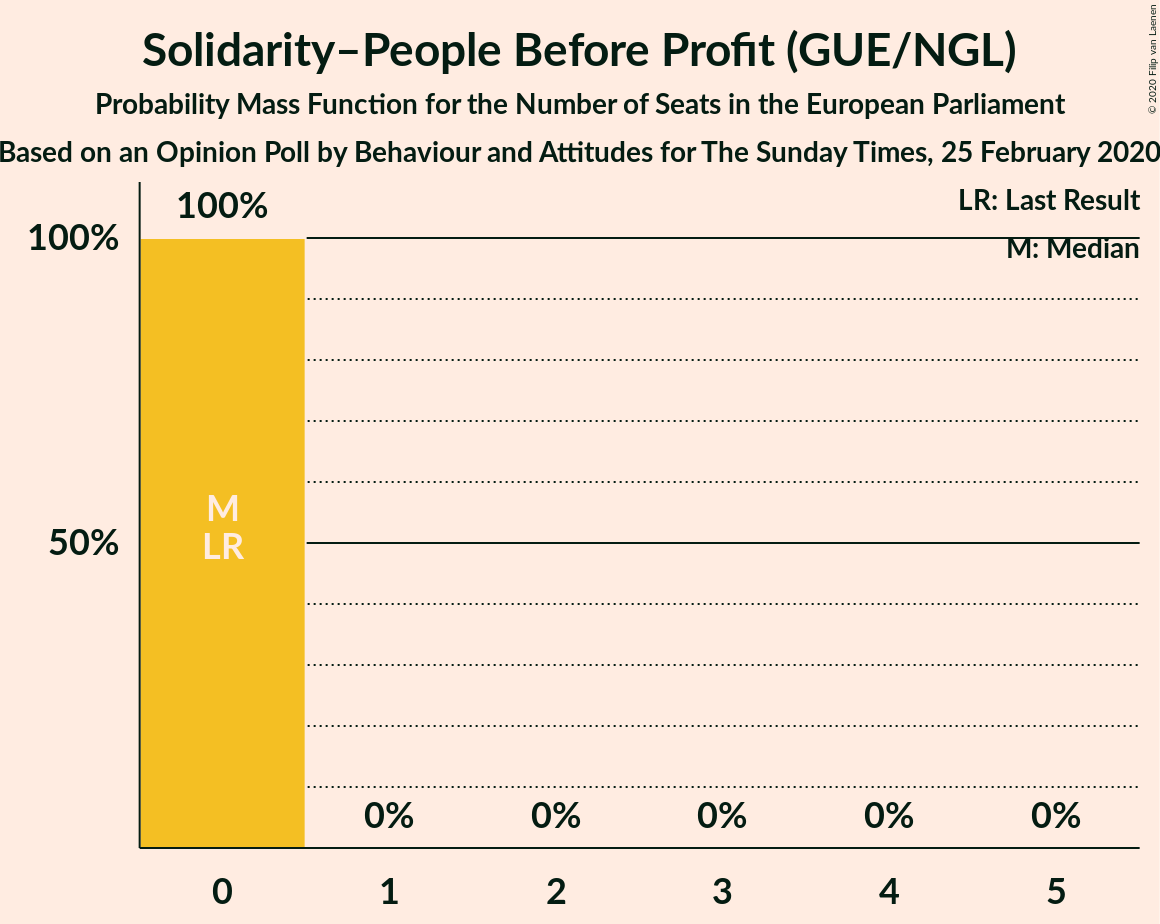 Solidarity–People Before Profit (GUE/NGL)
Probability Mass Function for the Number of Seats in the European Parliament
Based on an Opinion Poll by Behaviour and Attitudes for The Sunday Times, 25 February 2020
© 2020 Filip van Laenen
LR: Last Result
M: Median
100%
100%
50%
M
LR
0% 0% 0% 0% 0%
0 1 2 3 4 5